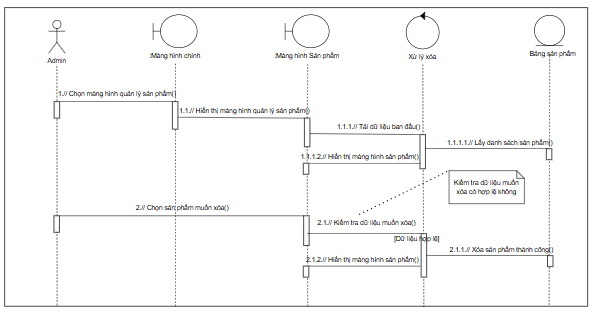 Admin
:Màng hình chính
:Màng hình Sản phẩm
Xử lý xóa
Bảng sản phẩm
1.// Chọn màng hình quản lý sản phẩm()
1.1.// Hiển thị màng hình quản lý sản phẩm()
1.1.1.// Tải dữ liệu ban đầu()
1.1.1.1.// Lấy danh sách sản phẩm()
1.1.1.2.// Hiển thị màng hình sản phẩm()
Kiểm tra dữ liệu muốn
xóa có hợp lệ không
2.// Chọn sản phẩm muốn xóa()
2.1.// Kiểm tra dữ liệu muốn xóa()
[Dữ liệu hợp lệ]
2.1.1.// Xóa sản phẩm thành công()
2.1.2.// Hiển thị màng hình sản phẩm()